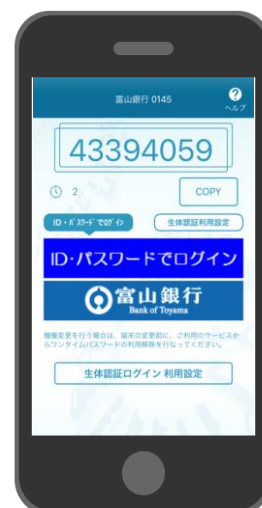 富山銀行 0145
?
ヘルプ
43394059
2
COPY
ID・パスワードでログイン
生体認証利用設定
ID・パスワードでログイン
富山銀行
Bank of Toyama
機種変更を行う場合は、端末の変更前に、ご利用のサービスか
らワンタイムパスワードの利用解除を行なってください。
生体認証ログイン 利用設定